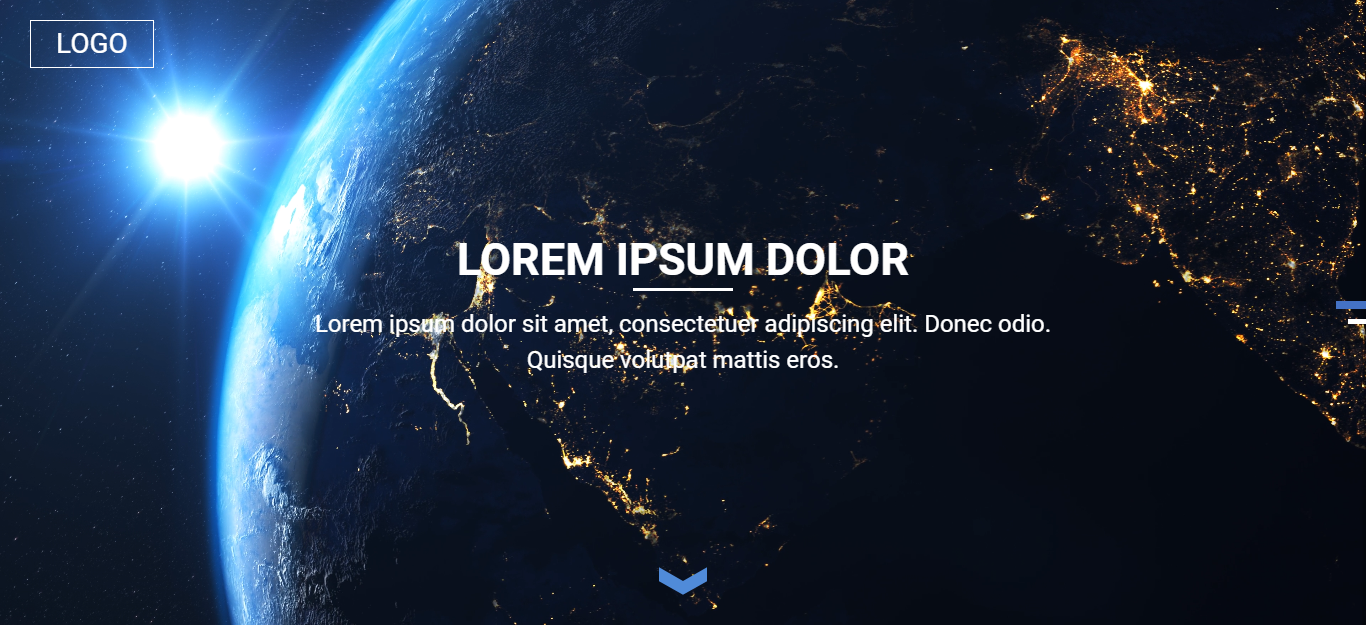 LOGO
LOREM IPSUM DOLOR
Lorem ipsum dolor sit amet, consectetuer adipiscing elit. Donec odio.
Quisque volutpat mattis eros.